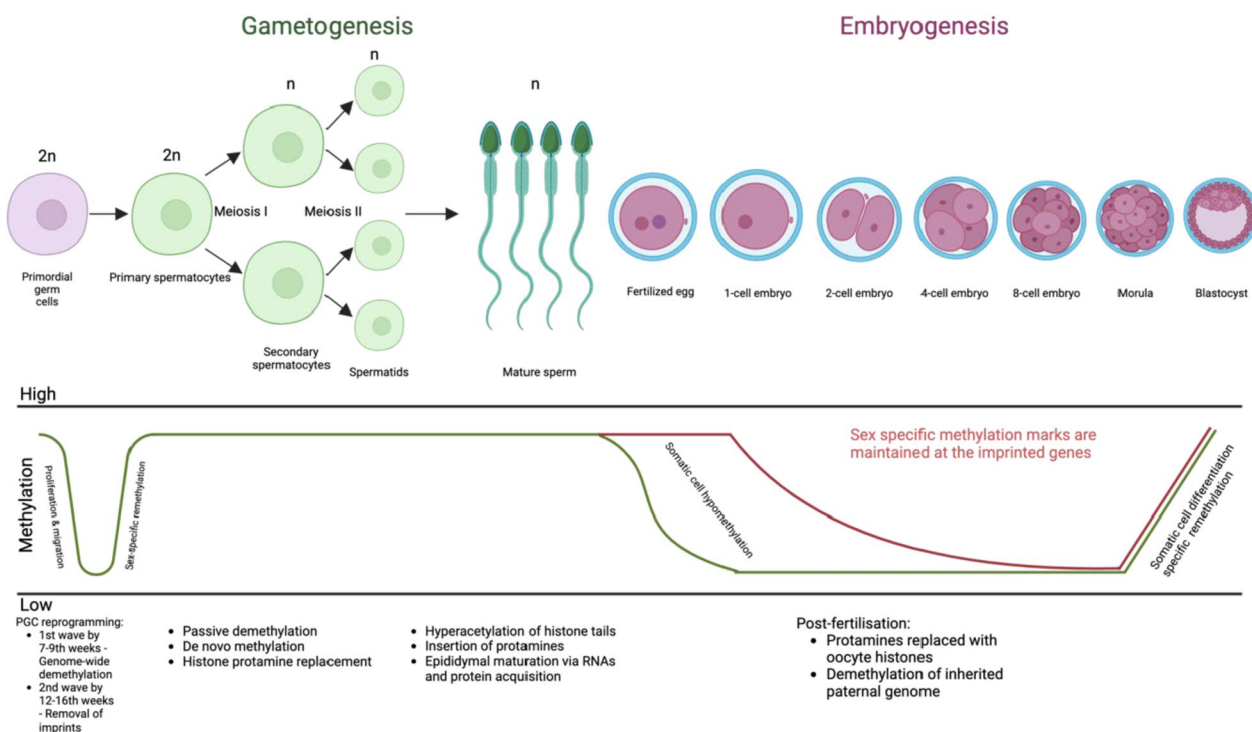 Gametogenesis
Embryogenesis
n
n
n
2n
2n
Meiosis I
Meiosis II
Primordial
germ
cells
Primary spermatocytes
Secondary
spermatocytes
Spermatids
Mature sperm
Fertilized egg
1-cell embryo
2-cell embryo
4-cell embryo
8-cell embryo
Morula
Blastocyst
High
Methylation
Proliferation & migration
Sex-specific remethylation
Somatic cell hypomethylation
Sex specific methylation marks are
maintained at the imprinted genes
Somatic cell differentiation
specific remethylation
Low
PGC reprogramming:
• 1st wave by
7-9th weeks -
Genome-wide
demethylation
• 2nd wave by
12-16th weeks
- Removal of
imprints
• Passive demethylation
• De novo methylation
• Histone protamine replacement
• Hyperacetylation of histone tails
• Insertion of protamines
• Epididymal maturation via RNAs
and protein acquisition
Post-fertilisation:
• Protamines replaced with
oocyte histones
• Demethylation of inherited
paternal genome